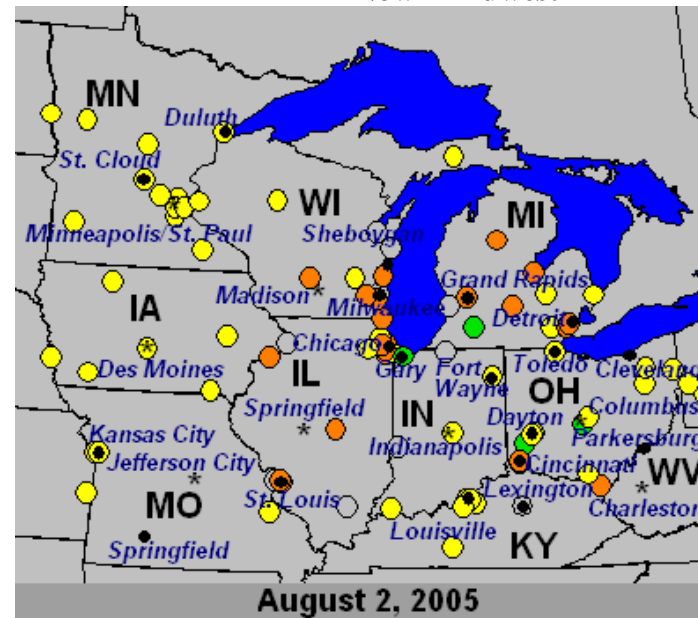 MN
Duluth
St. Cloud
WI
MI
Minneapolis/St. Paul
Sheboygan
Grand Rapids
Madison
Milwaukee
Detroit
IA
Chicago
Des Moines
IL
Gary
Fort
Wayne
Toledo
Cleveland
OH
Springfield
IN
Dayton
Columbus
Kansas City
Indianapolis
Parkersburg
Jefferson City
Cincinnati
WV
MO
St. Louis
Lexington
Charleston
Louisville
KY
Springfield
August 2, 2005